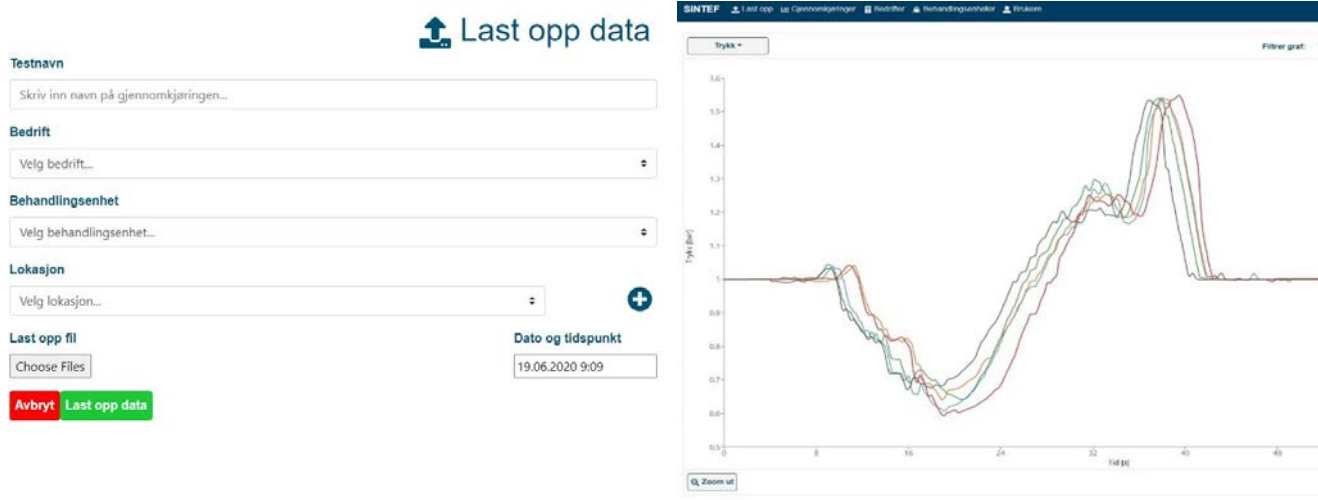 Last opp data
Testnavn
Skriv inn navn på gjennomkjøringen...
Bedrift
Velg bedrift...
Behandlingsenhet
Velg behandlingsenhet...
Lokasjon
Velg lokasjon...
Last opp fil
Dato og tidspunkt
Choose Files
19.06.2020 9:09
Avbryt Last opp data
SINTEF Last opp Gjennomkjøringer Bedrifter Behandlingsenheter Brukere
Trykk
Filtrer graf:
1.6
1.5
1.4
1.3
1.2
1.1
1
0.9
0.8
0.7
0.6
0.5
Trykk [bar]
0 8 16 24 32 40 48
Tid [s]
Zoom ut